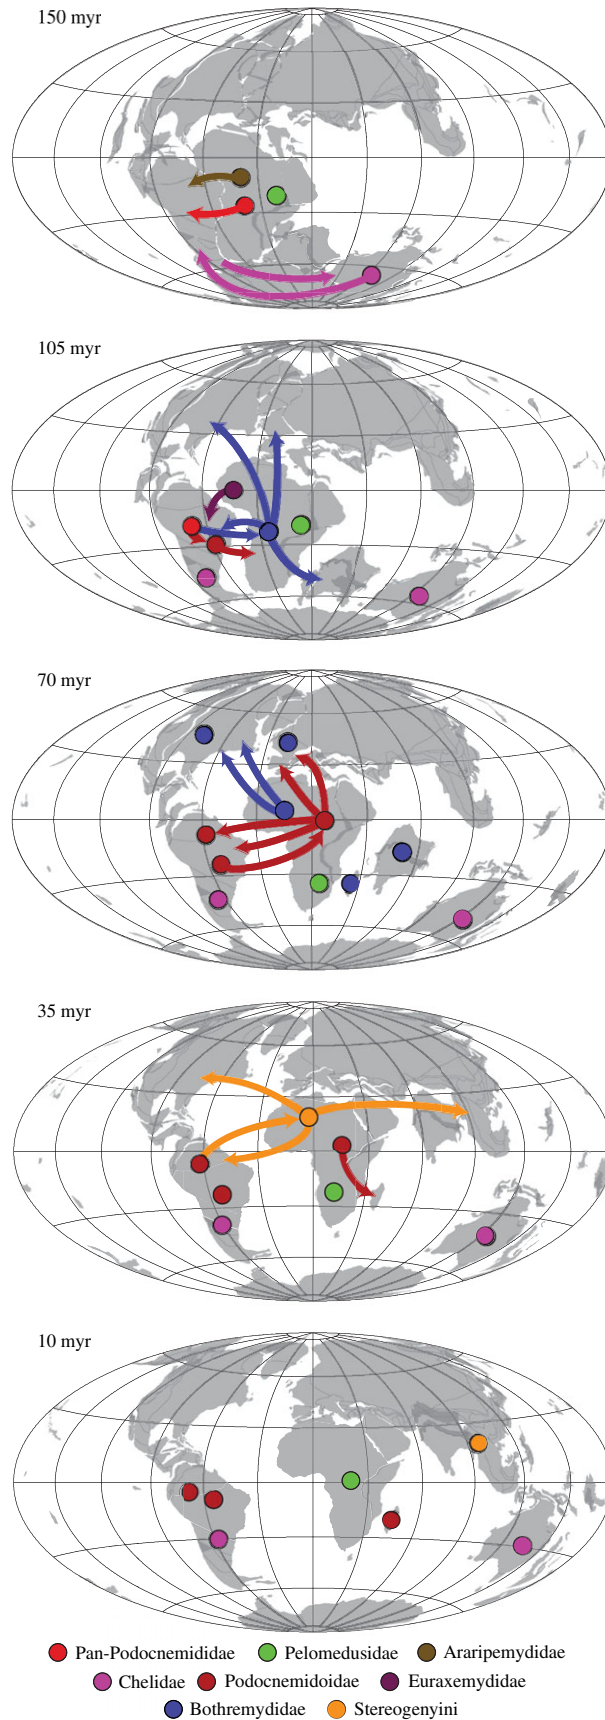 150 myr
105 myr
70 myr
35 myr
10 myr
Pan-Podocnemididae Pelomedusidae Araripemydidae
Chelidae Podocnemidoidae Euraxemydidae
Bothremydidae Stereogenyini